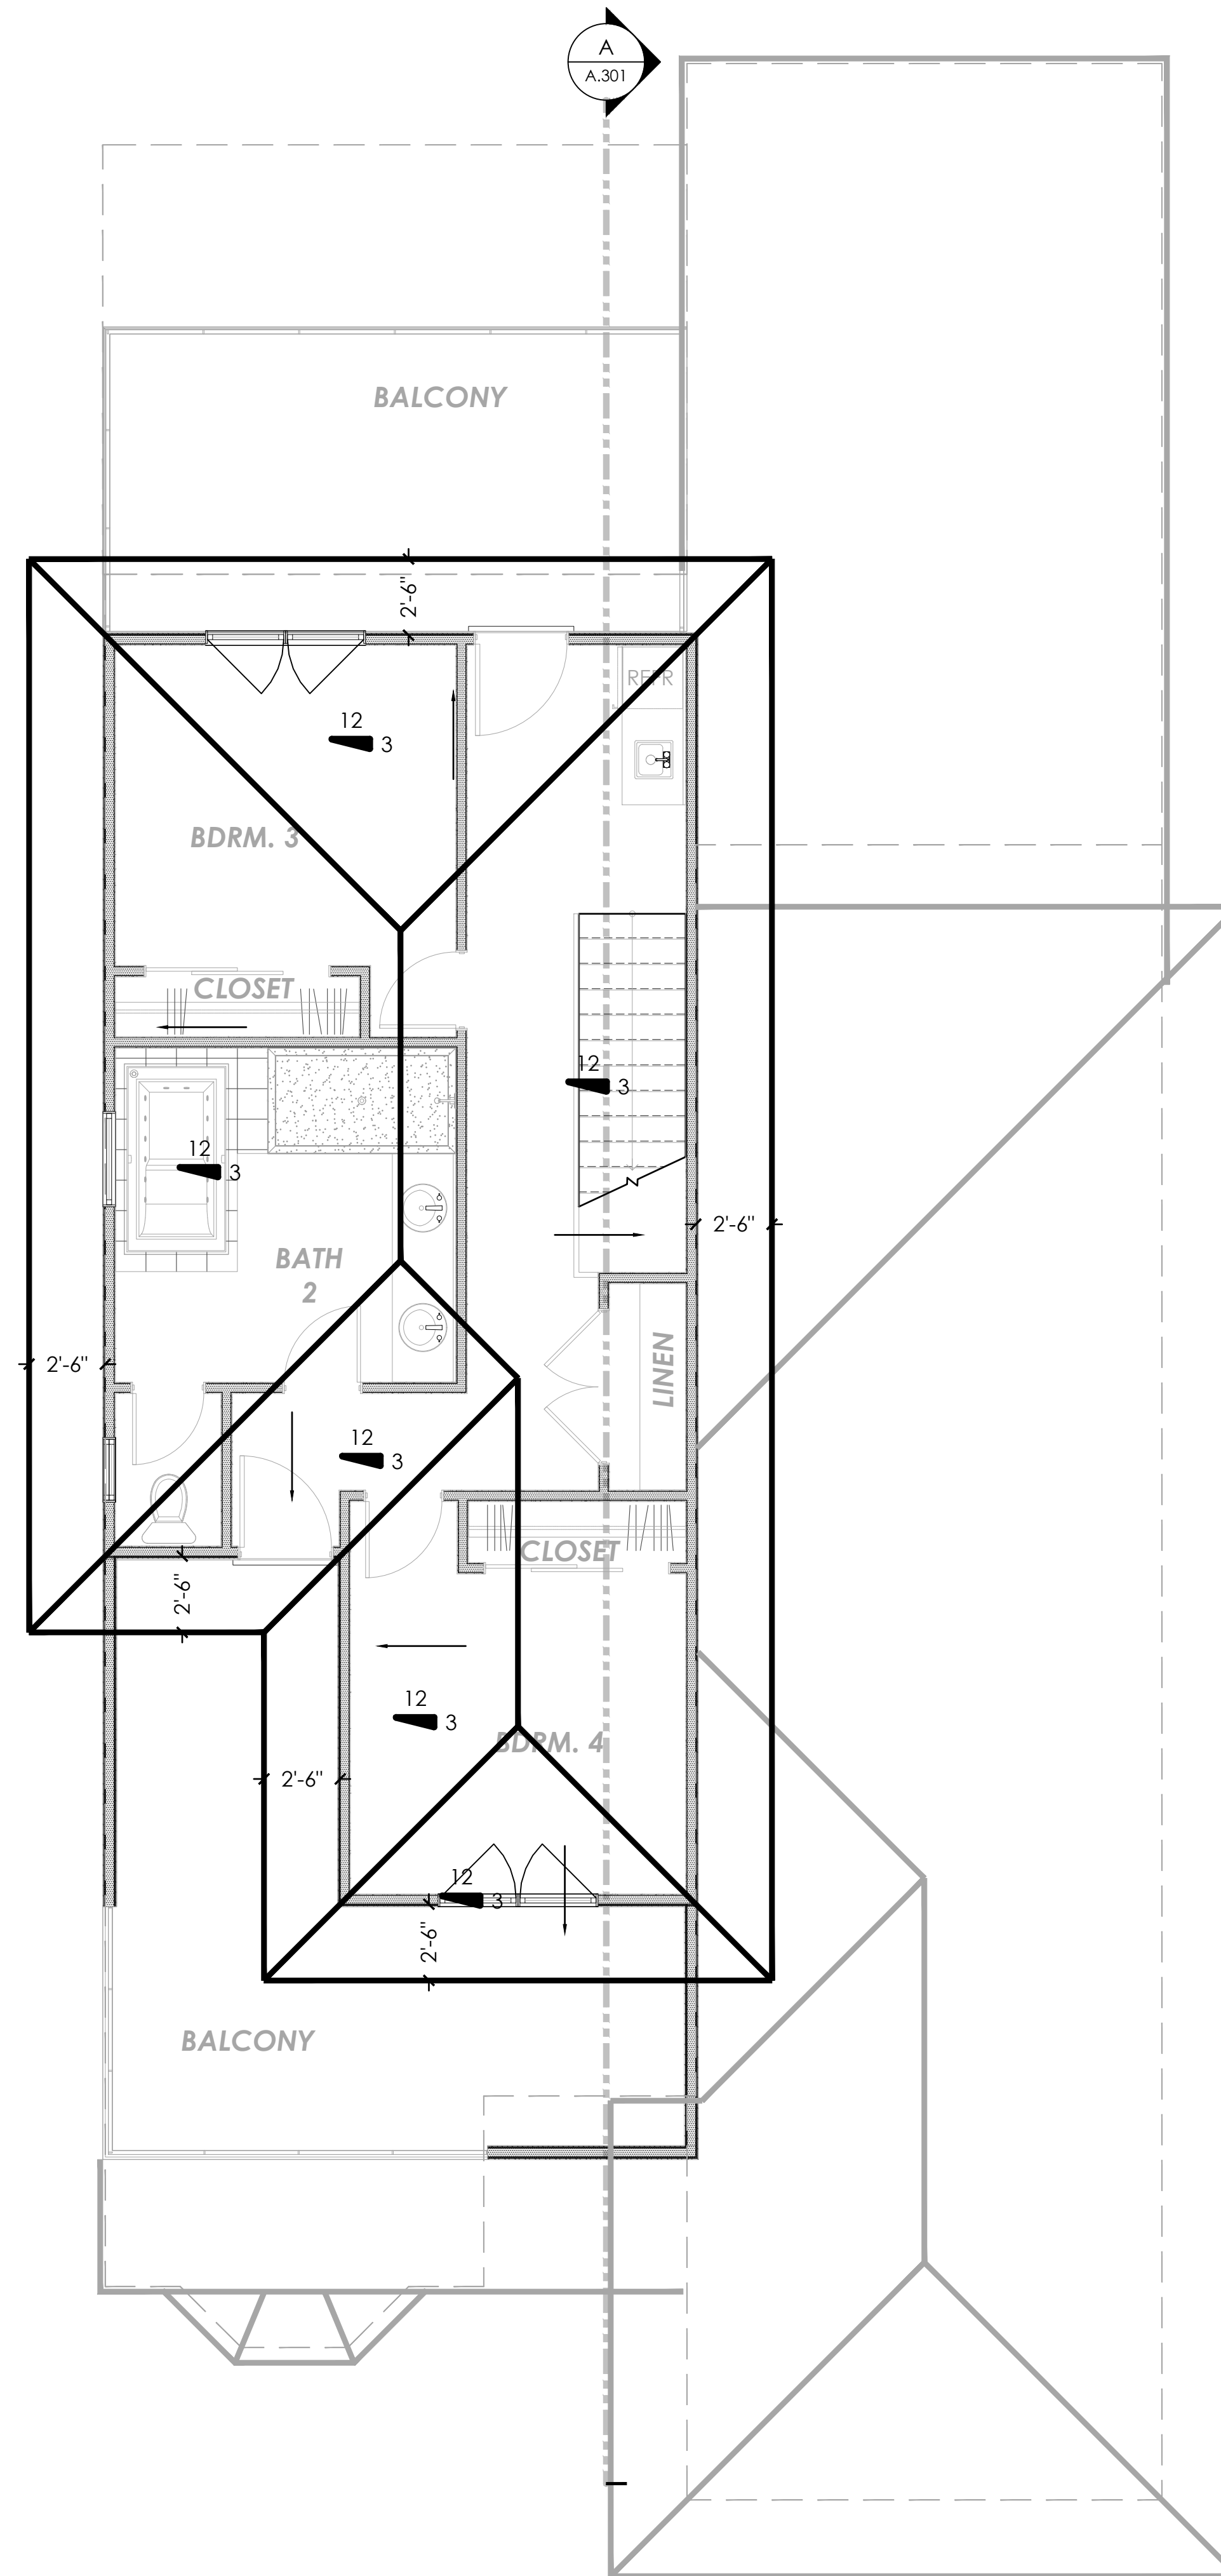 A
A.301
BALCONY
2'-6"
REFR
12
3
BDRM. 3
CLOSET
12
3
12
3
2'-6"
BATH
2
LINEN
2'-6"
12
3
CLOSET
2'-6"
12
3
BDRM. 4
2'-6"
12
3
2'-6"
BALCONY